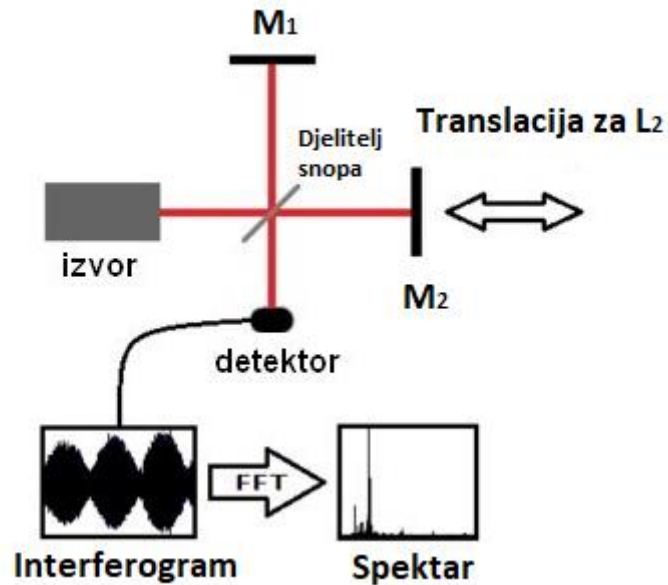 M₁
Djelitelj
snopa
Translacija za L₂
izvor
M₂
detektor
FFT
Interferogram
Spektar